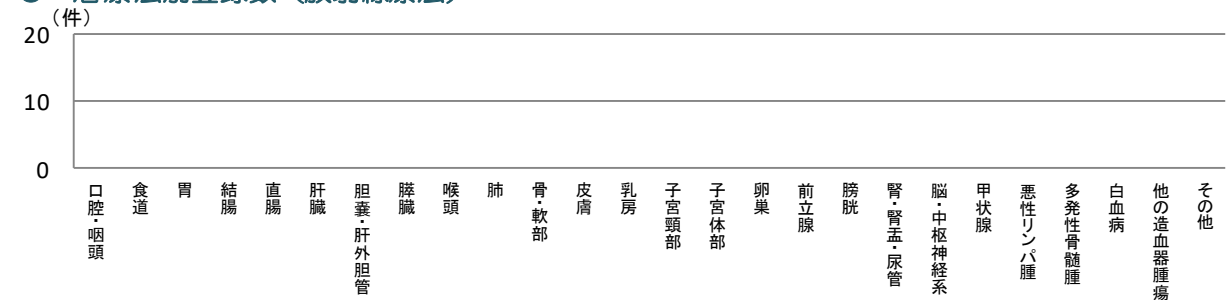 （件）
20
10
0
口腔・咽頭
食道
胃
結腸
直腸
肝臓
胆嚢・肝外胆管
膵臓
喉頭
肺
骨・軟部
皮膚
乳房
子宮頸部
子宮体部
卵巣
前立腺
膀胱
腎・腎盂・尿管
脳・中枢神経系
甲状腺
悪性リンパ腫
多発性骨髄腫
白血病
他の造血器腫瘍
その他